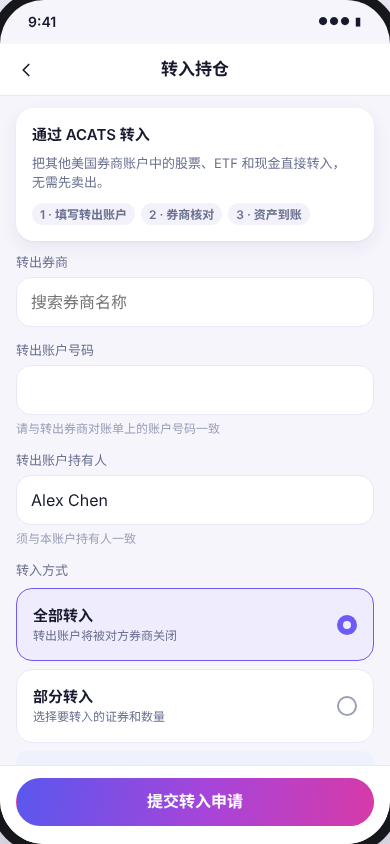 9:41
转入持仓
通过 ACATS 转入
把其他美国券商账户中的股票、ETF 和现金直接转入，
无需先卖出。
1 · 填写转出账户
2 · 券商核对
3 · 资产到账
转出券商
搜索券商名称
转出账户号码
请与转出券商对账单上的账户号码一致
转出账户持有人
Alex Chen
须与本账户持有人一致
转入方式
全部转入
转出账户将被对方券商关闭
部分转入
选择要转入的证券和数量
提交转入申请